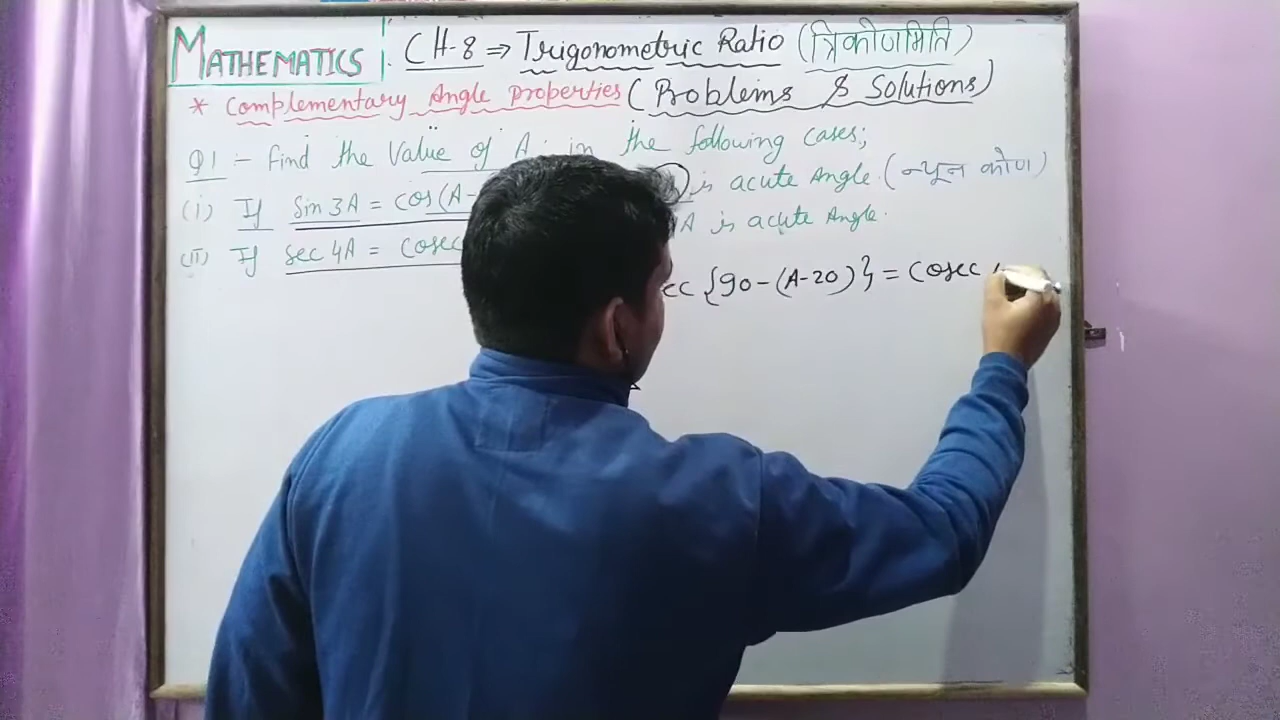 MATHEMATICS CH-8 ⇒ Trigonometric Ratio (त्रिकोणमिति)
* Complementary Angle Properties (Problems & Solutions)
Q1 :- Find the Value of A. in the following cases;
(i) If sin 3A = cos(A- is acute Angle. (न्यून कोण)
(II) If sec 4A = cosec A is acute Angle.
{90-(A-20)} = cosec